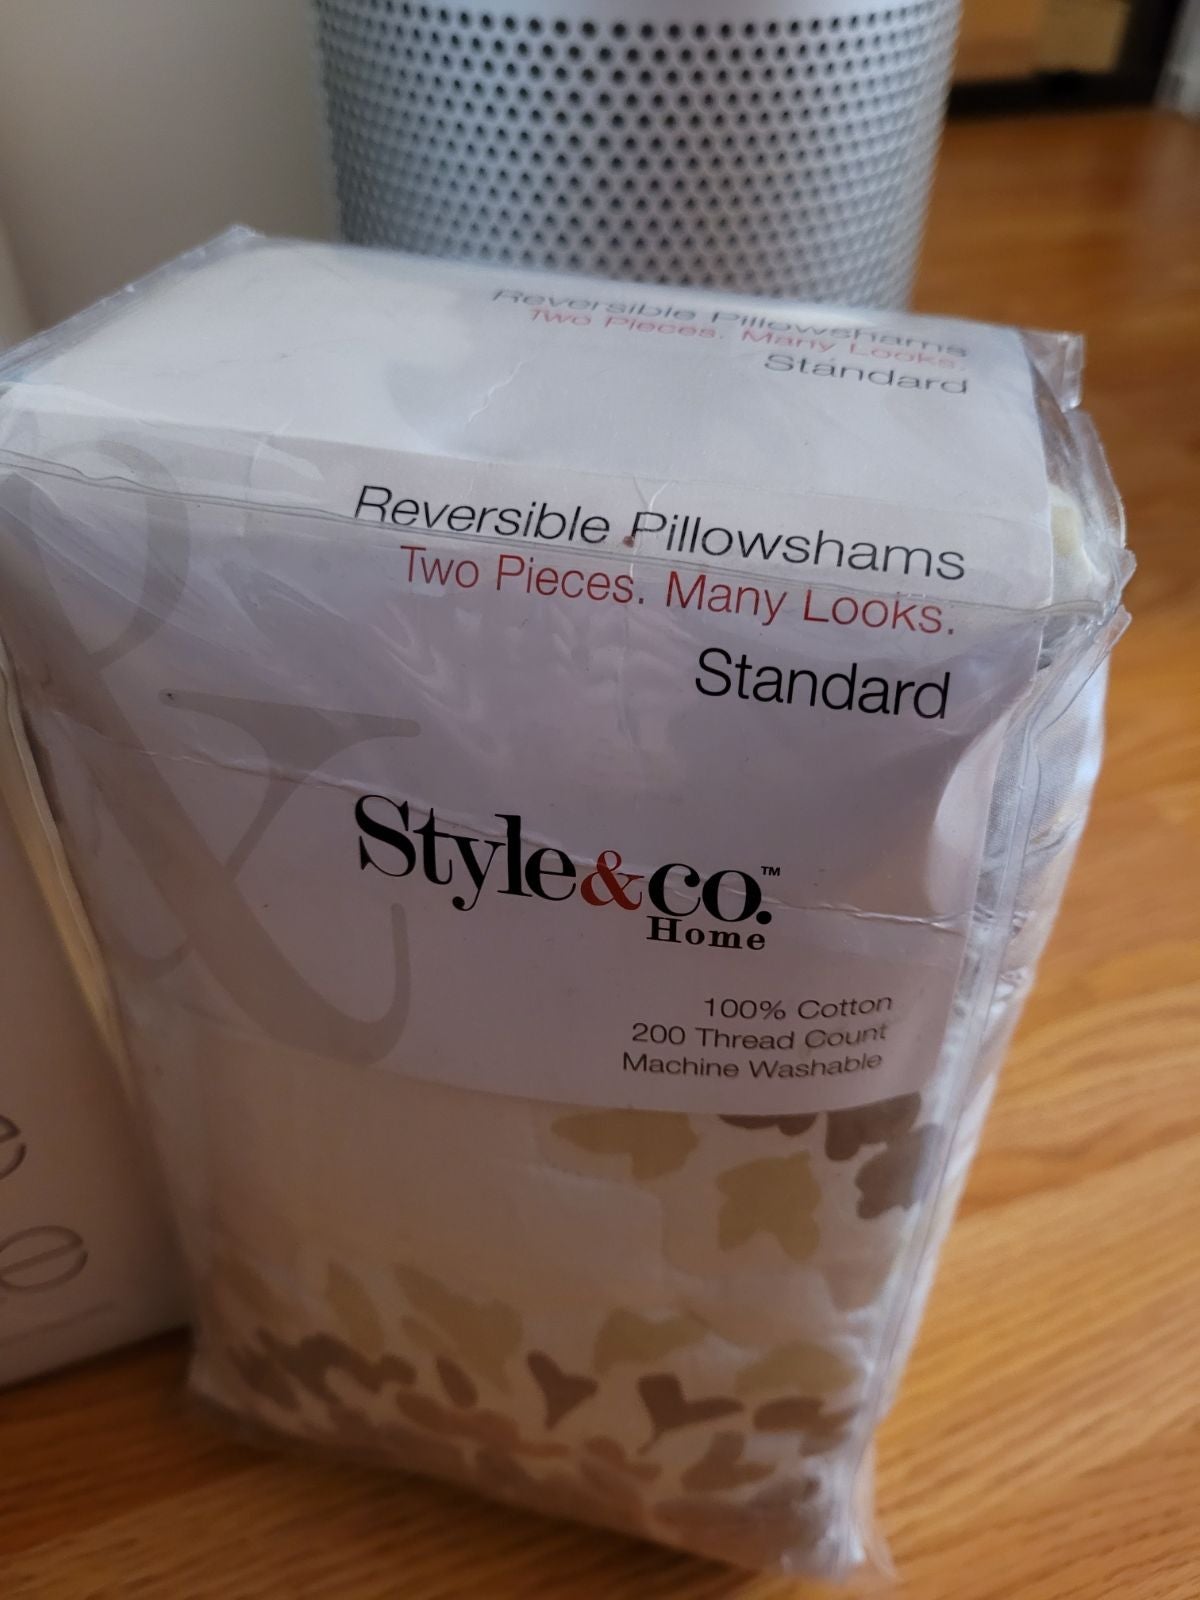 Reversible Pillowshams
Two Pieces. Many Looks.
Standard
Reversible Pillowshams
Two Pieces. Many Looks.
Standard
&
Style&co.™
Home
100% Cotton
200 Thread Count
Machine Washable
e
e